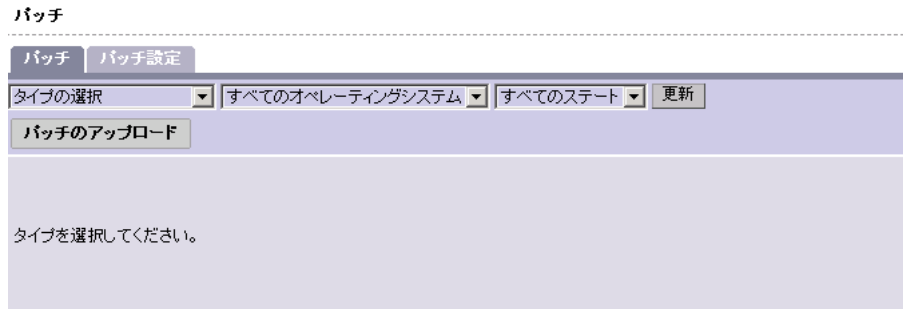 パッチ
パッチ パッチ設定
タイプの選択 すべてのオペレーティングシステム すべてのステート 更新
パッチのアップロード
タイプを選択してください。